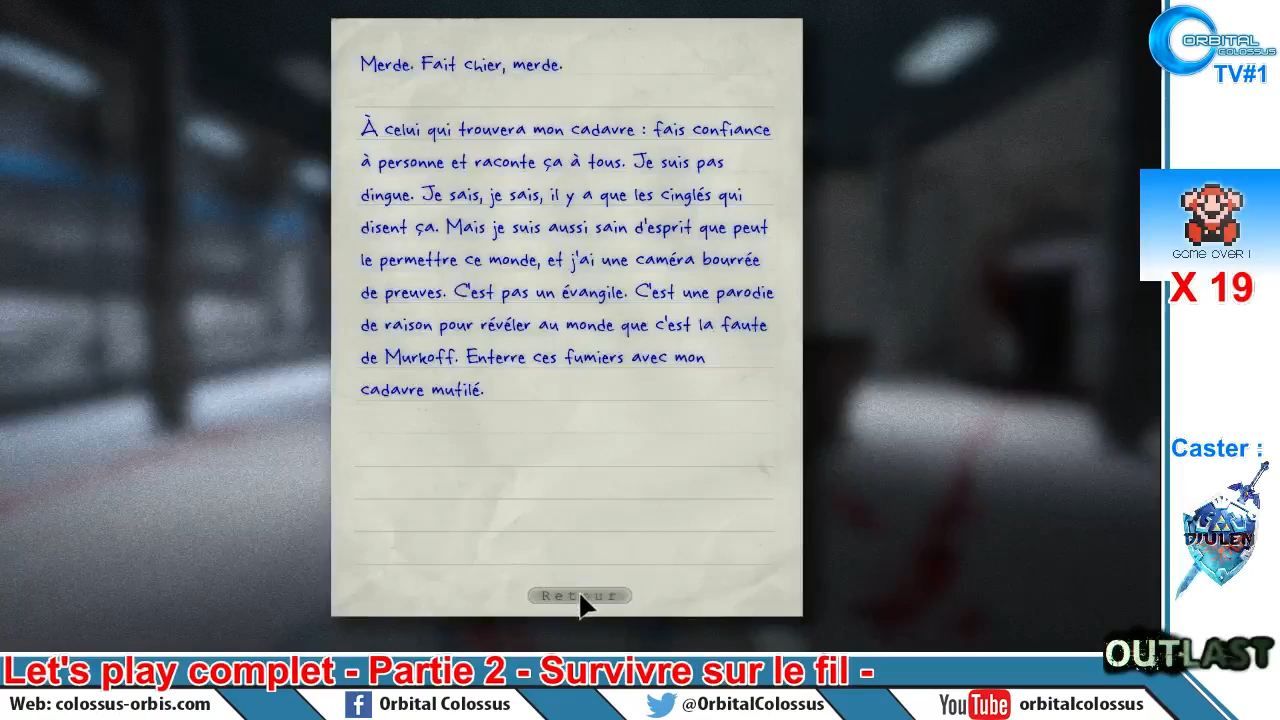 Merde. Fait chier, merde.
À celui qui trouvera mon cadavre : fais confiance
à personne et raconte ça à tous. Je suis pas
dingue. Je sais, je sais, il y a que les cinglés qui
disent ça. Mais je suis aussi sain d'esprit que peut
le permettre ce monde, et j'ai une caméra bourrée
de preuves. C'est pas un évangile. C'est une parodie
de raison pour révéler au monde que c'est la faute
de Murkoff. Enterre ces fumiers avec mon
cadavre mutilé.
Retour
ORBITAL
COLOSSUS
TV#1
GAME OVER !
X 19
Caster :
DJULEN
OUTLAST
Let's play complet - Partie 2 - Survivre sur le fil -
Web: colossus-orbis.com
Orbital Colossus
@OrbitalColossus
YouTube orbitalcolossus